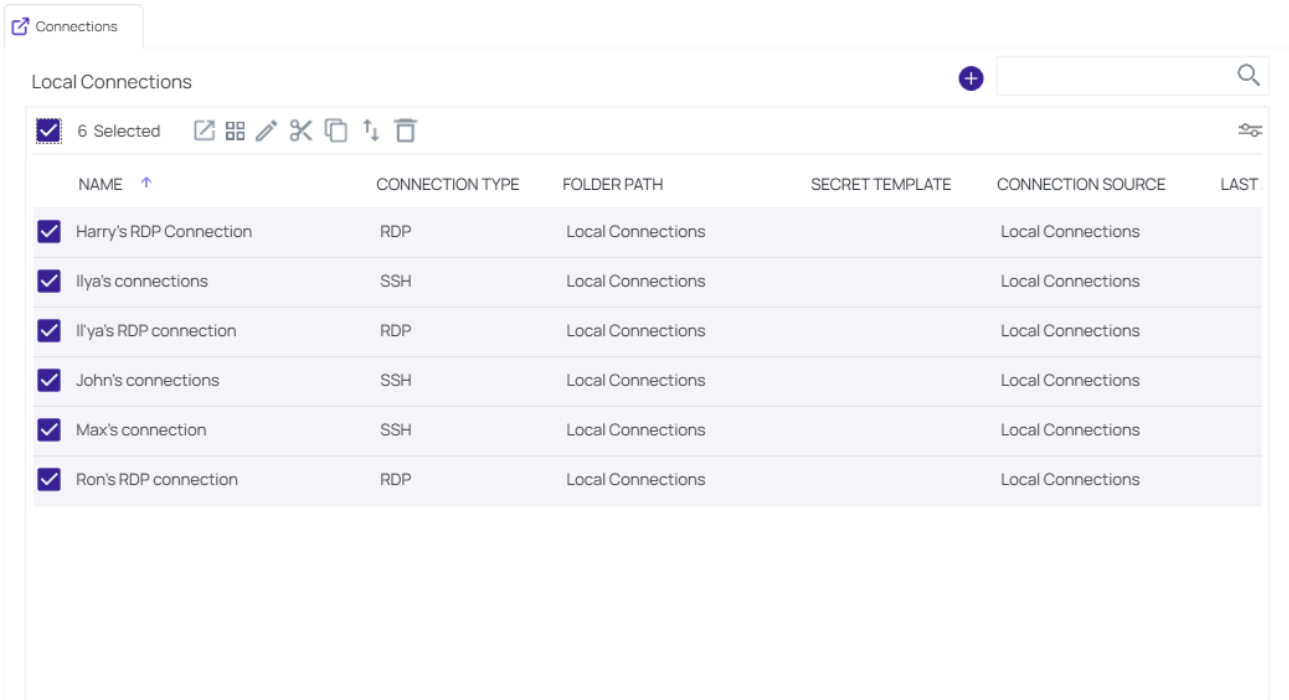 Connections
Local Connections
6 Selected
NAME CONNECTION TYPE FOLDER PATH SECRET TEMPLATE CONNECTION SOURCE LAST
Harry's RDP Connection RDP Local Connections Local Connections
Ilya's connections SSH Local Connections Local Connections
Il'ya's RDP connection RDP Local Connections Local Connections
John's connections SSH Local Connections Local Connections
Max's connection SSH Local Connections Local Connections
Ron's RDP connection RDP Local Connections Local Connections